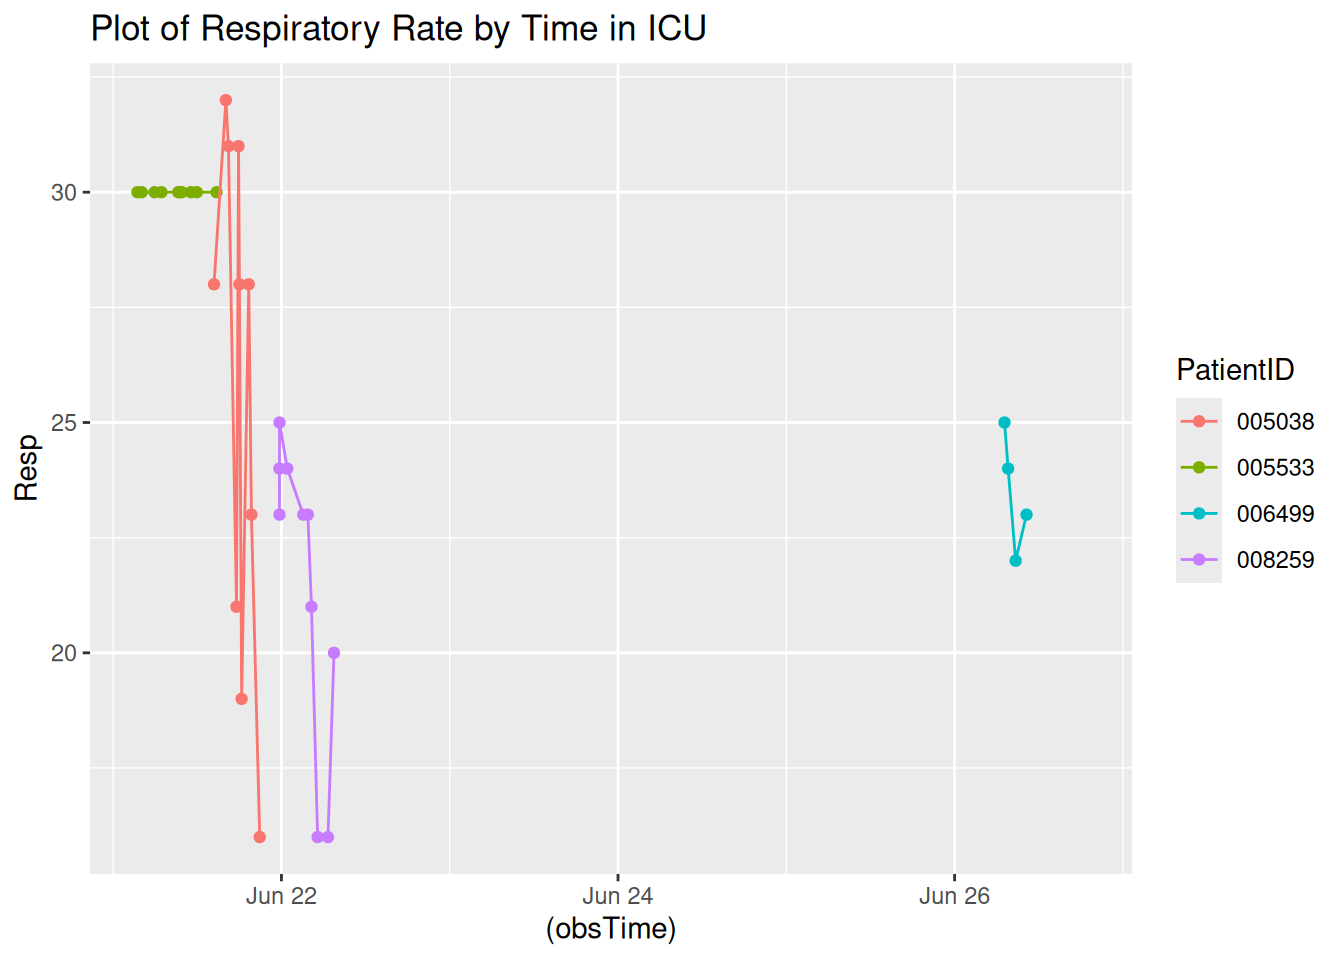 Plot of Respiratory Rate by Time in ICU
Resp
30
25
20
Jun 22
Jun 24
Jun 26
(obsTime)
PatientID
005038
005533
006499
008259